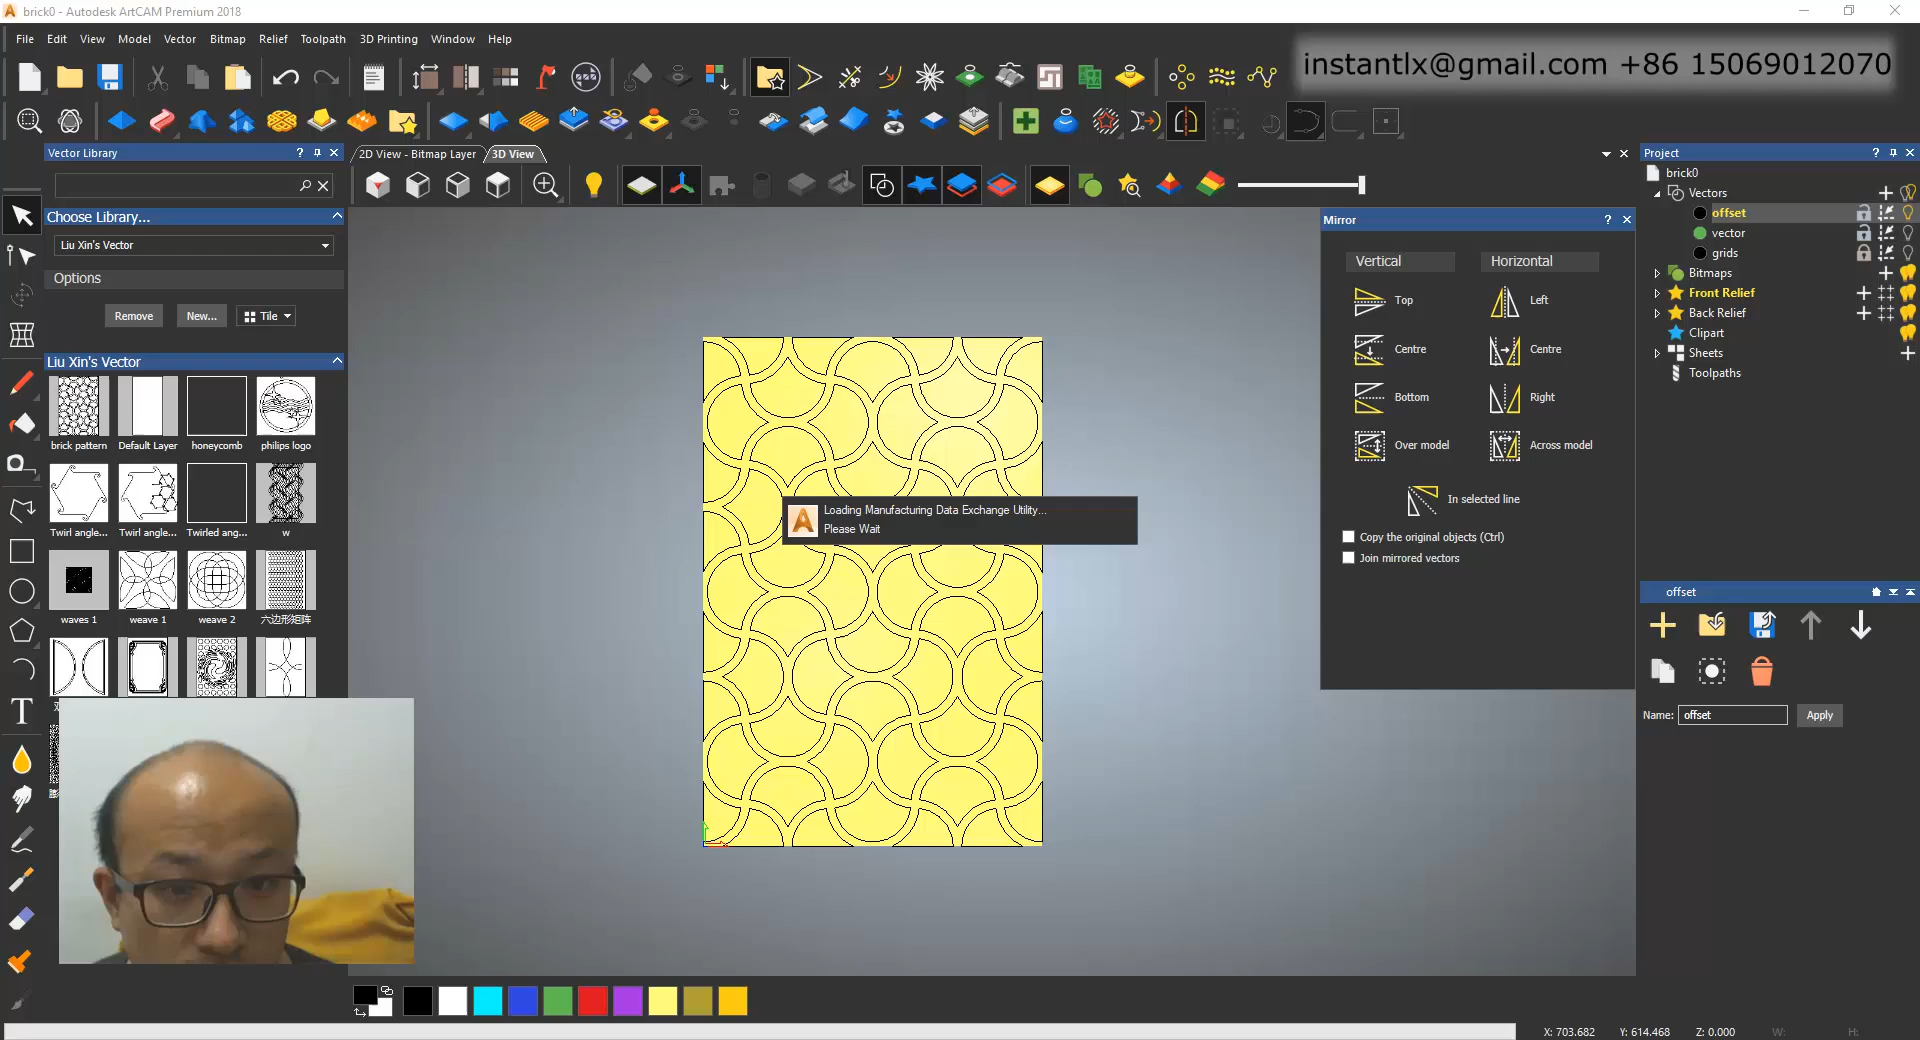 brick0 - Autodesk ArtCAM Premium 2018
File Edit View Model Vector Bitmap Relief Toolpath 3D Printing Window Help
instantlx@gmail.com +86 15069012070
Vector Library
2D View - Bitmap Layer
3D View
Project
brick0
Vectors
offset
vector
grids
Bitmaps
Front Relief
Back Relief
Clipart
Sheets
Toolpaths
Choose Library...
Liu Xin's Vector
Options
Remove New... Tile
Liu Xin's Vector
brick pattern Default Layer honeycomb philips logo
Twirl angle... Twirl angle... Twirled ang... w
waves 1 weave 1 weave 2 六边形矩阵
Loading Manufacturing Data Exchange Utility...
Please Wait
Mirror
Vertical Horizontal
Top Left
Centre Centre
Bottom Right
Over model Across model
In selected line
Copy the original objects (Ctrl)
Join mirrored vectors
offset
Name: offset Apply
X: 703.682 Y: 614.468 Z: 0.000 W: H: